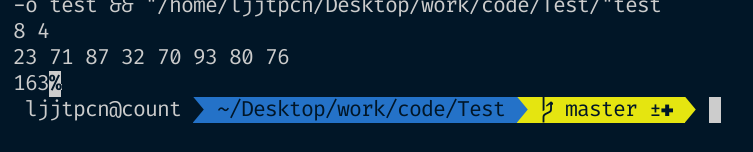 -o test && "/home/ljjtpcn/Desktop/work/code/Test/"test
8 4
23 71 87 32 70 93 80 76
163%
ljjtpcn@count ~/Desktop/work/code/Test master ±✚